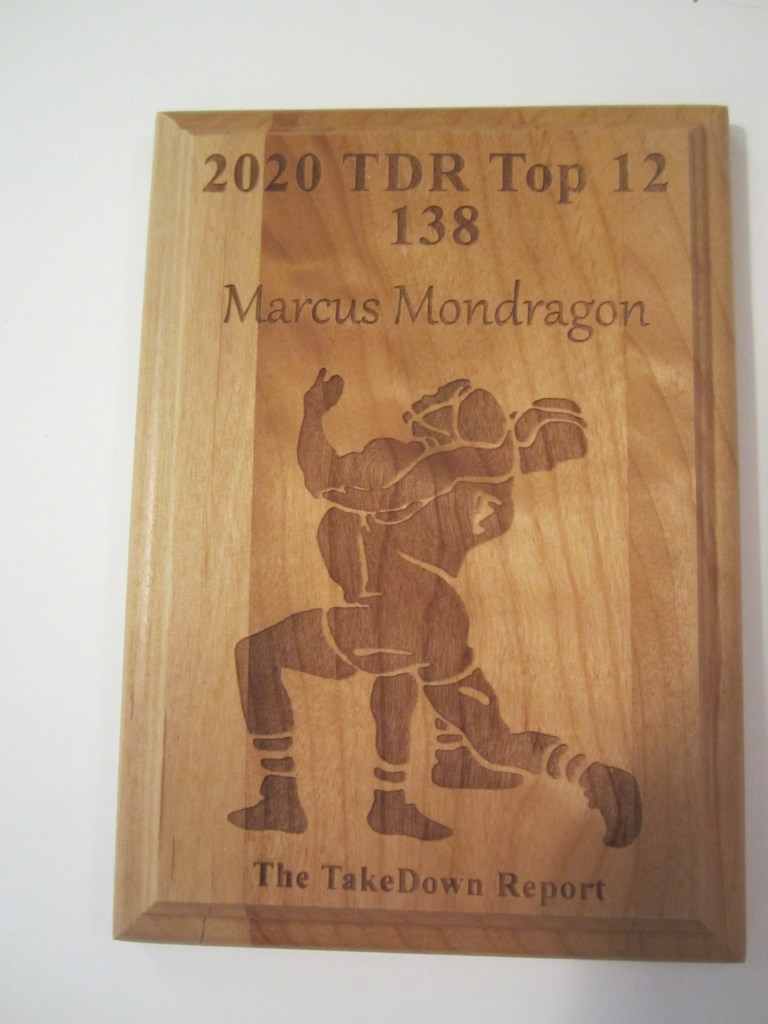 2020 TDR Top 12
138
Marcus Mondragon
The TakeDown Report